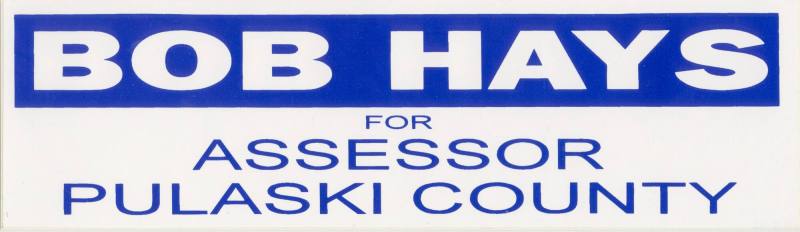 BOB HAYS
FOR
ASSESSOR
PULASKI COUNTY